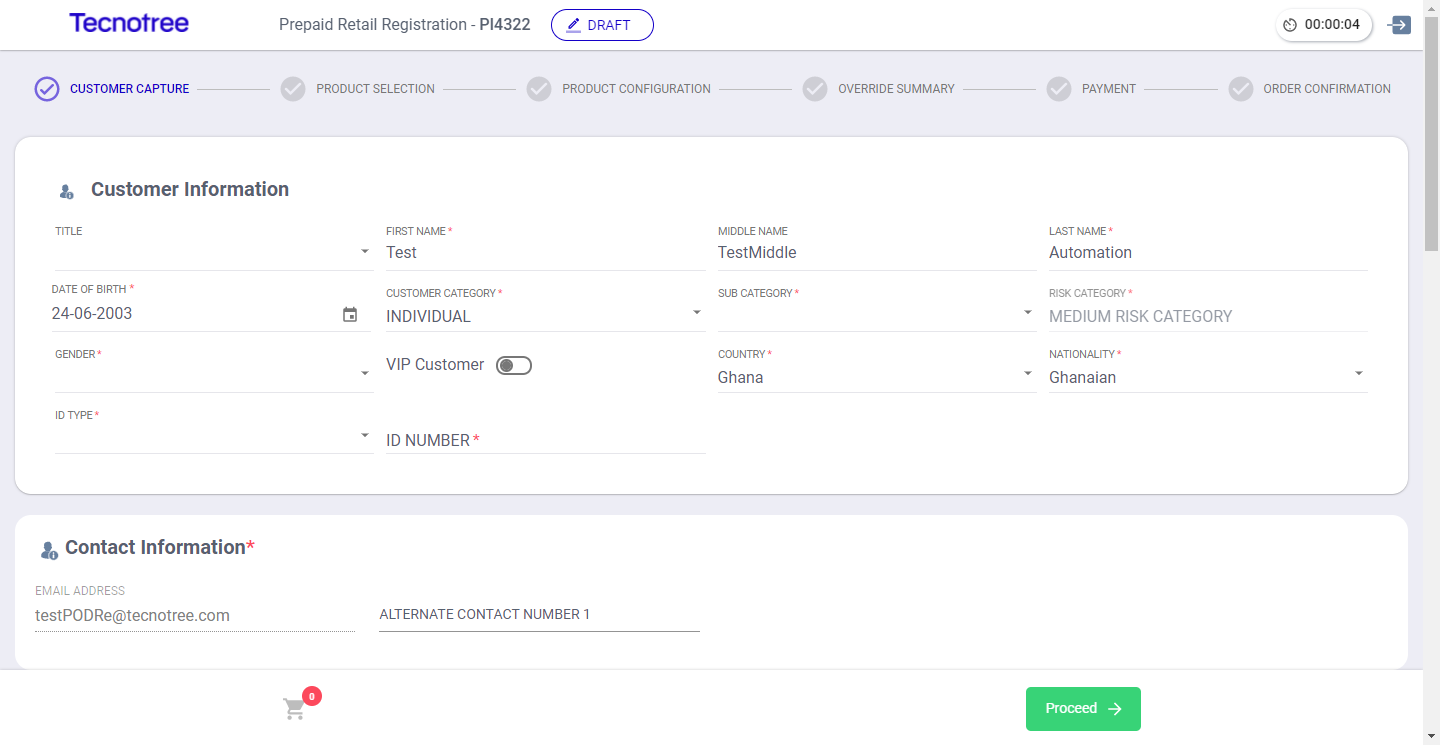 Tecnotree
Prepaid Retail Registration - PI4322
DRAFT
00:00:04
CUSTOMER CAPTURE
PRODUCT SELECTION
PRODUCT CONFIGURATION
OVERRIDE SUMMARY
PAYMENT
ORDER CONFIRMATION
Customer Information
TITLE
FIRST NAME *
Test
MIDDLE NAME
TestMiddle
LAST NAME *
Automation
DATE OF BIRTH *
24-06-2003
CUSTOMER CATEGORY *
INDIVIDUAL
SUB CATEGORY *
RISK CATEGORY *
MEDIUM RISK CATEGORY
GENDER *
VIP Customer
COUNTRY *
Ghana
NATIONALITY *
Ghanaian
ID TYPE *
ID NUMBER *
Contact Information*
EMAIL ADDRESS
testPODRe@tecnotree.com
ALTERNATE CONTACT NUMBER 1
0
Proceed